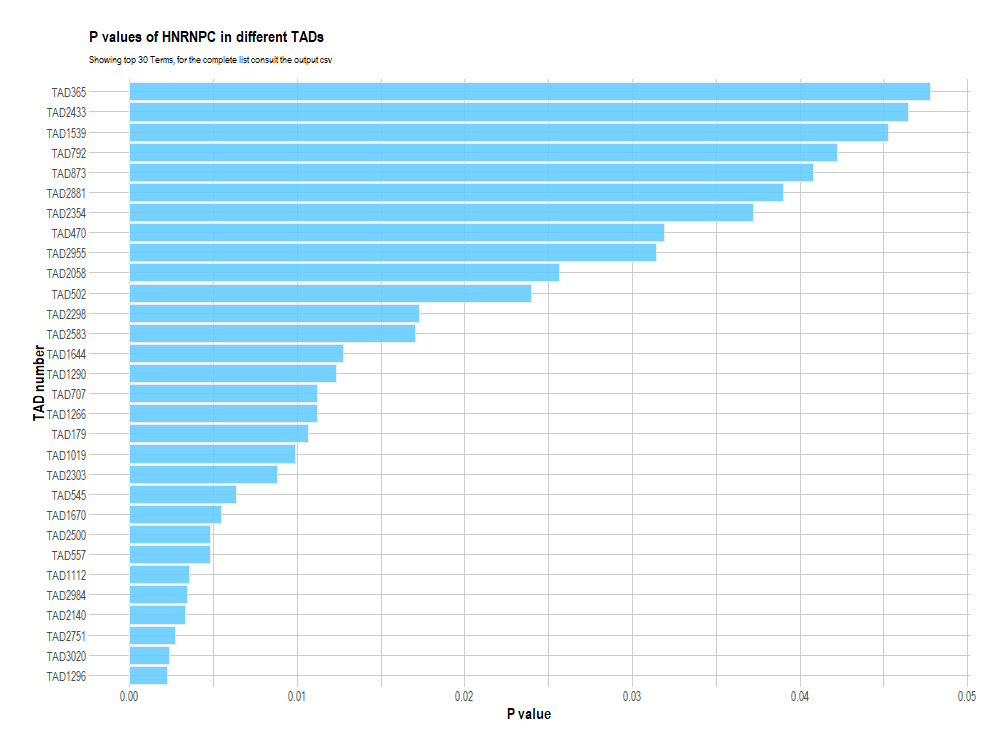 P values of HNRNPC in different TADs
Showing top 30 Terms, for the complete list consult the output csv
TAD365
TAD2433
TAD1539
TAD792
TAD873
TAD2881
TAD2354
TAD470
TAD2955
TAD2058
TAD502
TAD2298
TAD2583
TAD1644
TAD1290
TAD707
TAD1266
TAD179
TAD1019
TAD2303
TAD545
TAD1670
TAD2500
TAD557
TAD1112
TAD2984
TAD2140
TAD2751
TAD3020
TAD1296
TAD number
0.00 0.01 0.02 0.03 0.04 0.05
P value